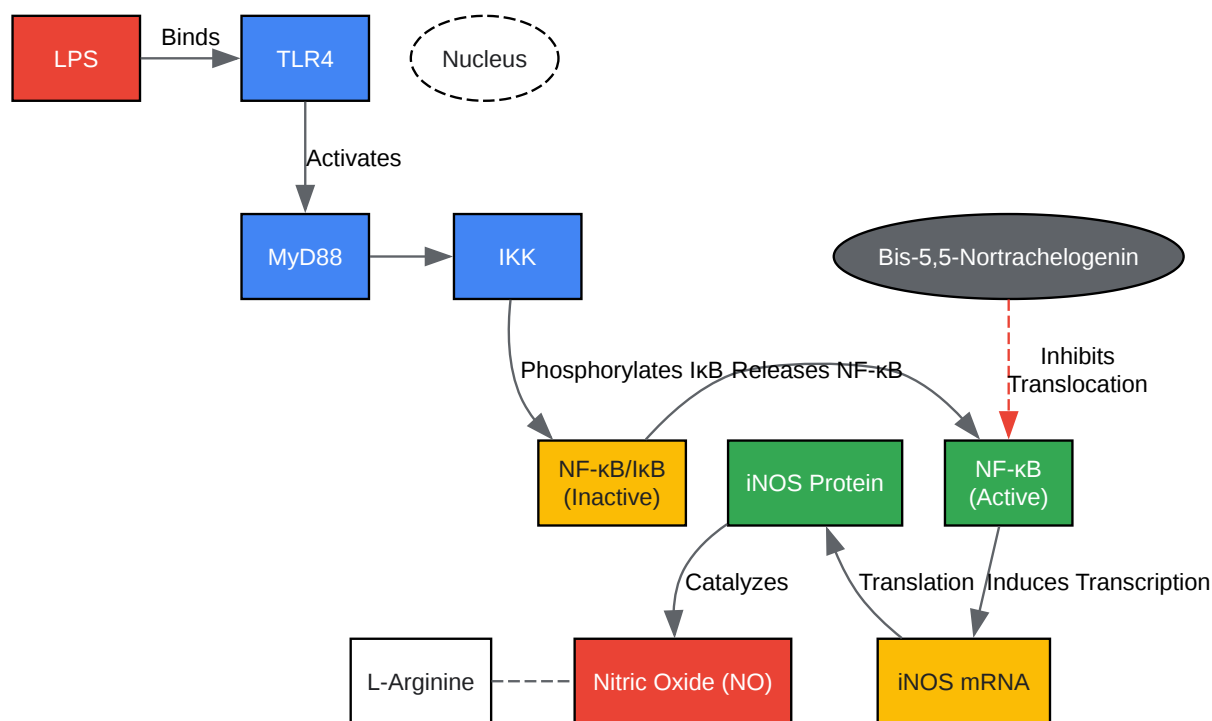 Binds
LPS
TLR4
Nucleus
Activates
MyD88
IKK
Bis-5,5-Nortrachelogenin
Phosphorylates IκB
Releases NF-κB
Inhibits
Translocation
NF-κB/IκB
(Inactive)
iNOS Protein
NF-κB
(Active)
Catalyzes
Translation
Induces Transcription
L-Arginine
Nitric Oxide (NO)
iNOS mRNA